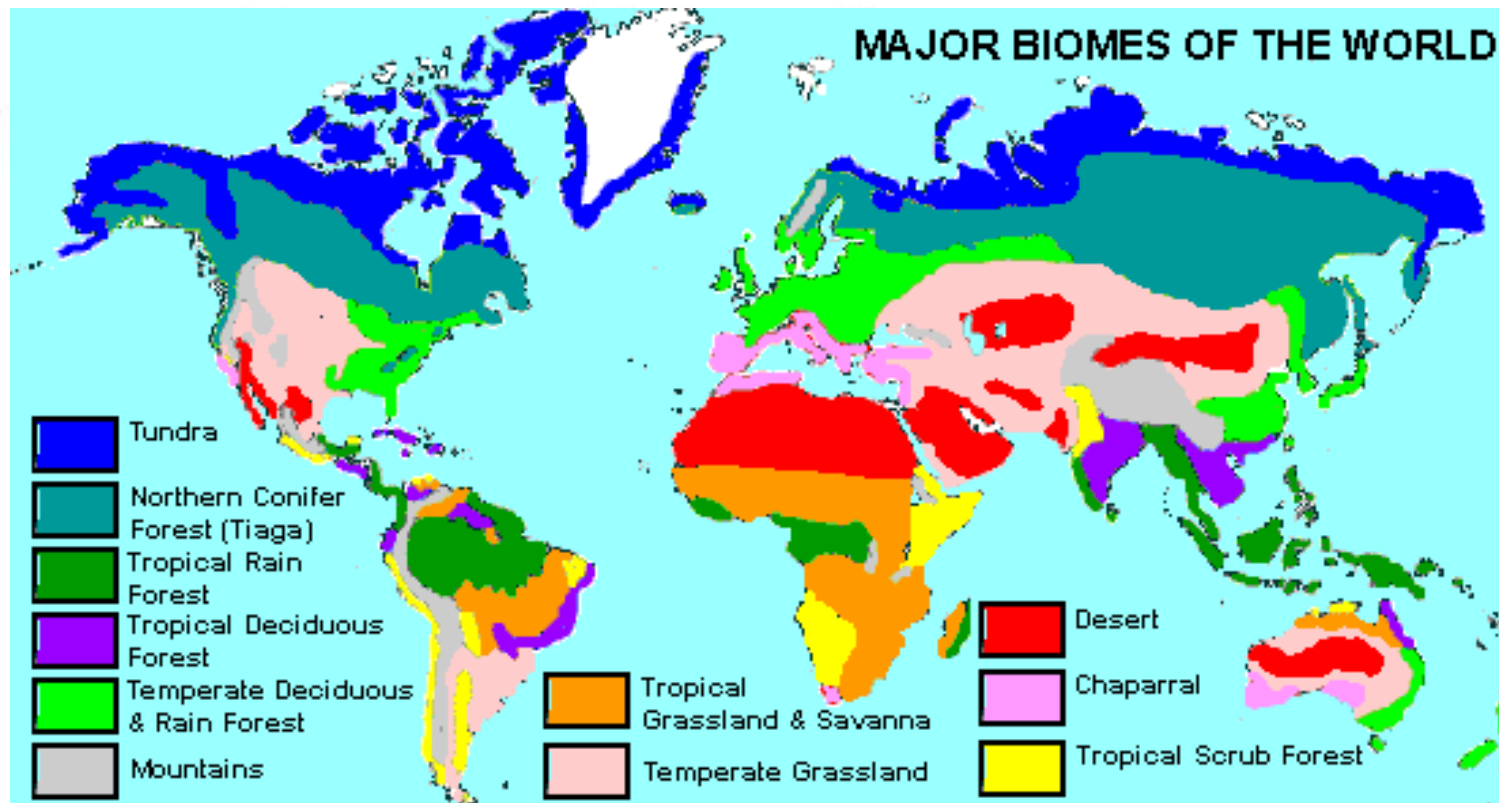 MAJOR BIOMES OF THE WORLD
Tundra
Northern Conifer
Forest (Tiaga)
Tropical Rain
Forest
Tropical Deciduous
Forest
Temperate Deciduous
& Rain Forest
Mountains
Tropical
Grassland & Savanna
Temperate Grassland
Desert
Chaparral
Tropical Scrub Forest